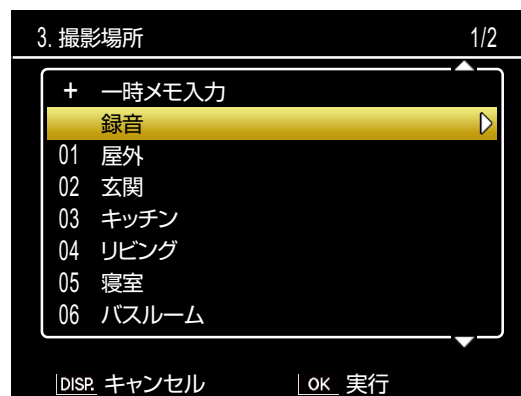 3. 撮影場所 1/2
+ 一時メモ入力
録音
01 屋外
02 玄関
03 キッチン
04 リビング
05 寝室
06 バスルーム
DISP. キャンセル OK 実行